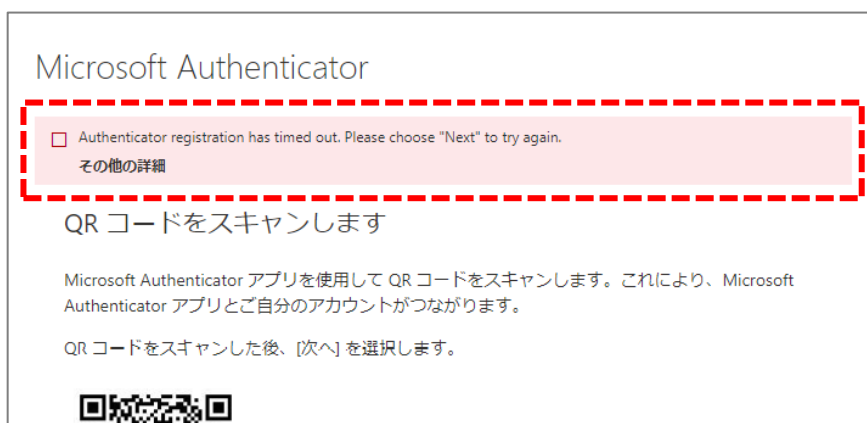 Microsoft Authenticator
Authenticator registration has timed out. Please choose "Next" to try again.
その他の詳細
QR コードをスキャンします
Microsoft Authenticator アプリを使用して QR コードをスキャンします。これにより、Microsoft
Authenticator アプリとご自分のアカウントがつながります。
QR コードをスキャンした後、[次へ] を選択します。